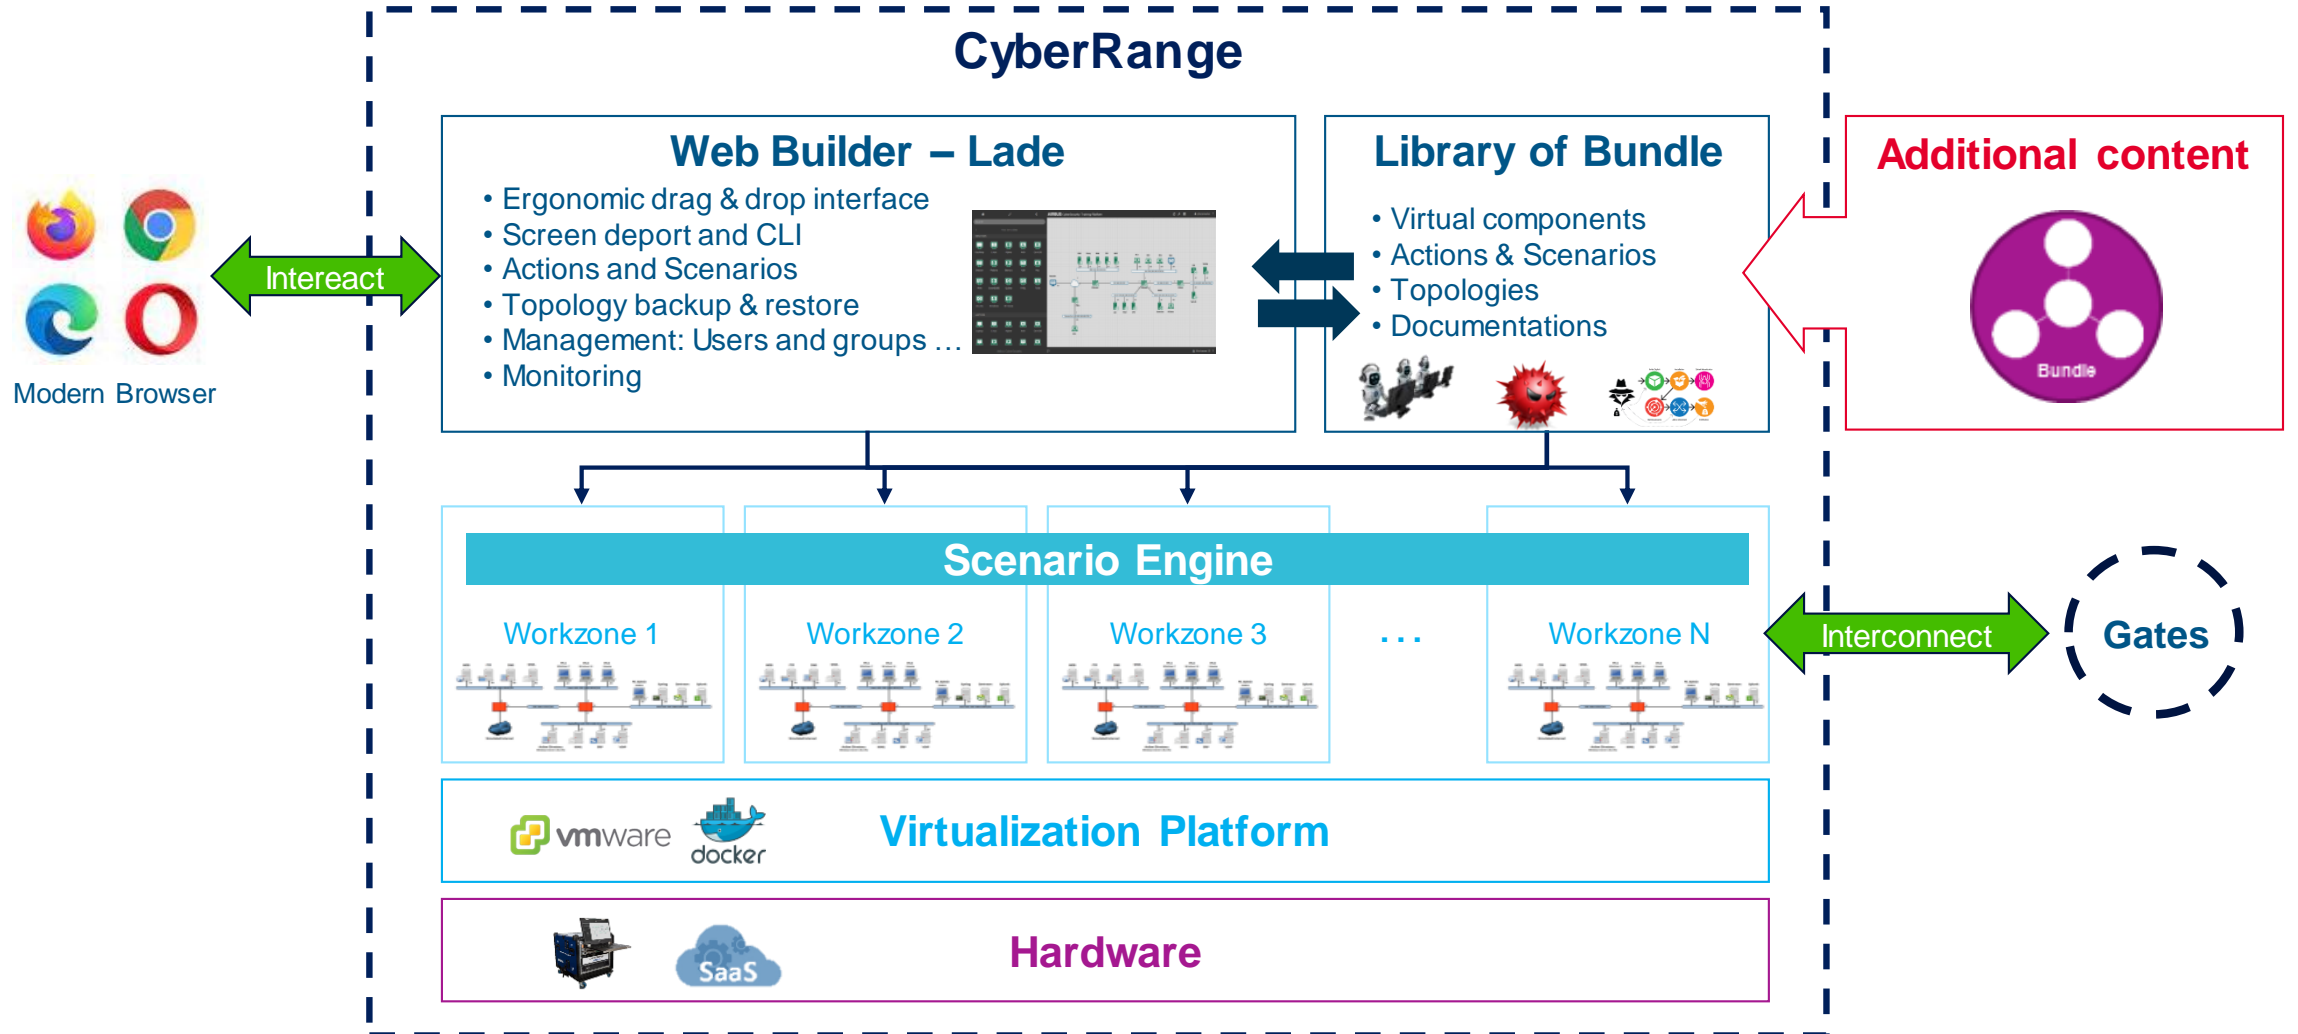 CyberRange
Web Builder – Lade
• Ergonomic drag & drop interface
• Screen deport and CLI
• Actions and Scenarios
• Topology backup & restore
• Management: Users and groups …
• Monitoring
Library of Bundle
• Virtual components
• Actions & Scenarios
• Topologies
• Documentations
Additional content
Bundle
Intereact
Modern Browser
Scenario Engine
Workzone 1
Workzone 2
Workzone 3
...
Workzone N
Interconnect
Gates
vmware
docker
Virtualization Platform
SaaS
Hardware